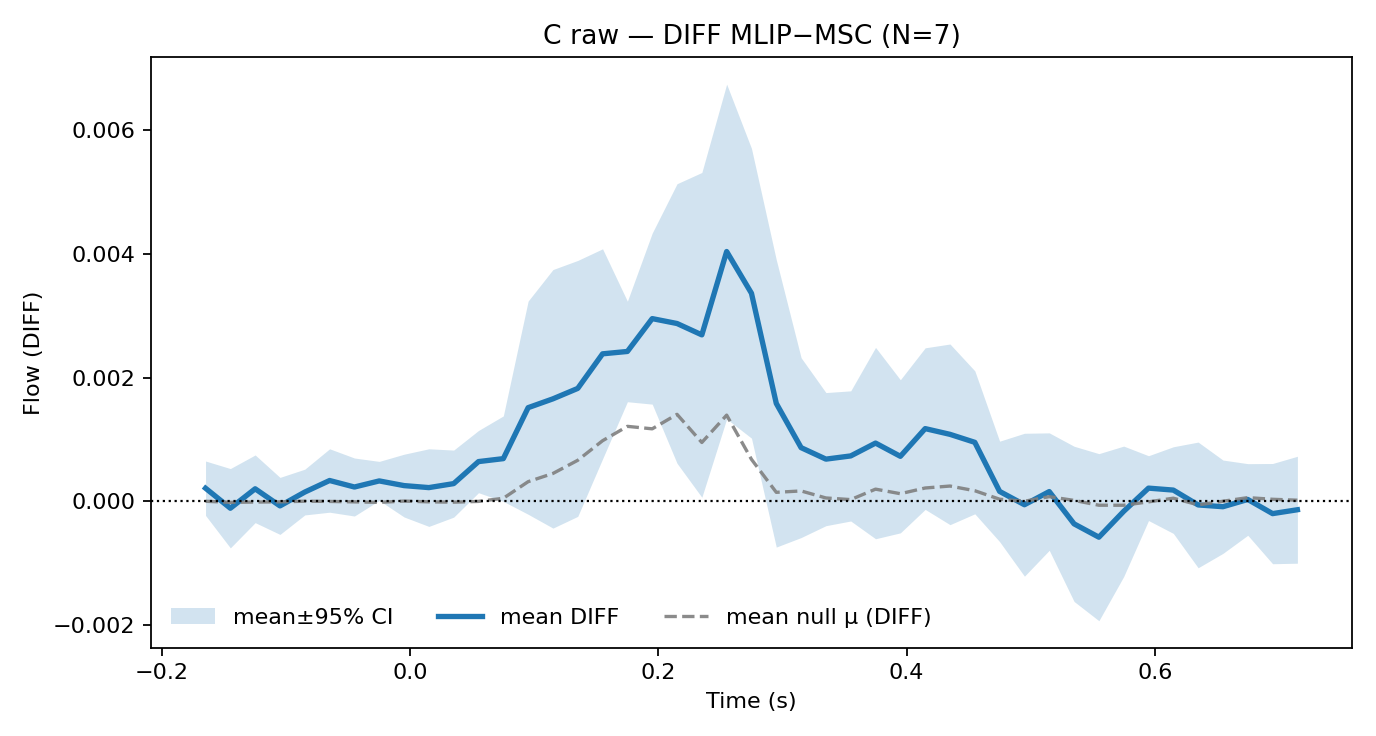 C raw — DIFF MLIP−MSC (N=7)
Flow (DIFF)
0.006
0.004
0.002
0.000
−0.002
mean±95% CI
mean DIFF
mean null μ (DIFF)
−0.2
0.0
0.2
0.4
0.6
Time (s)